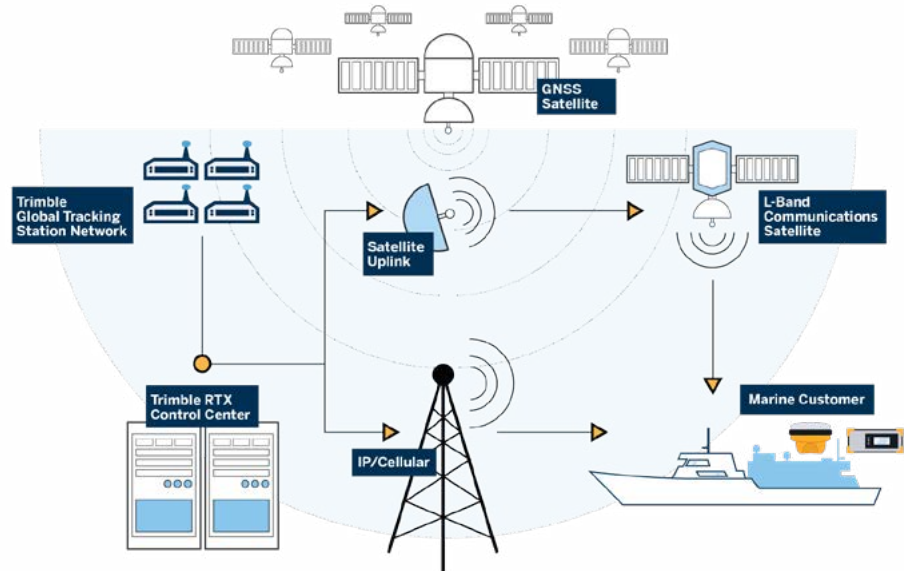 GNSS
Satellite
Trimble
Global Tracking
Station Network
Satellite
Uplink
L-Band
Communications
Satellite
Trimble RTX
Control Center
IP/Cellular
Marine Customer